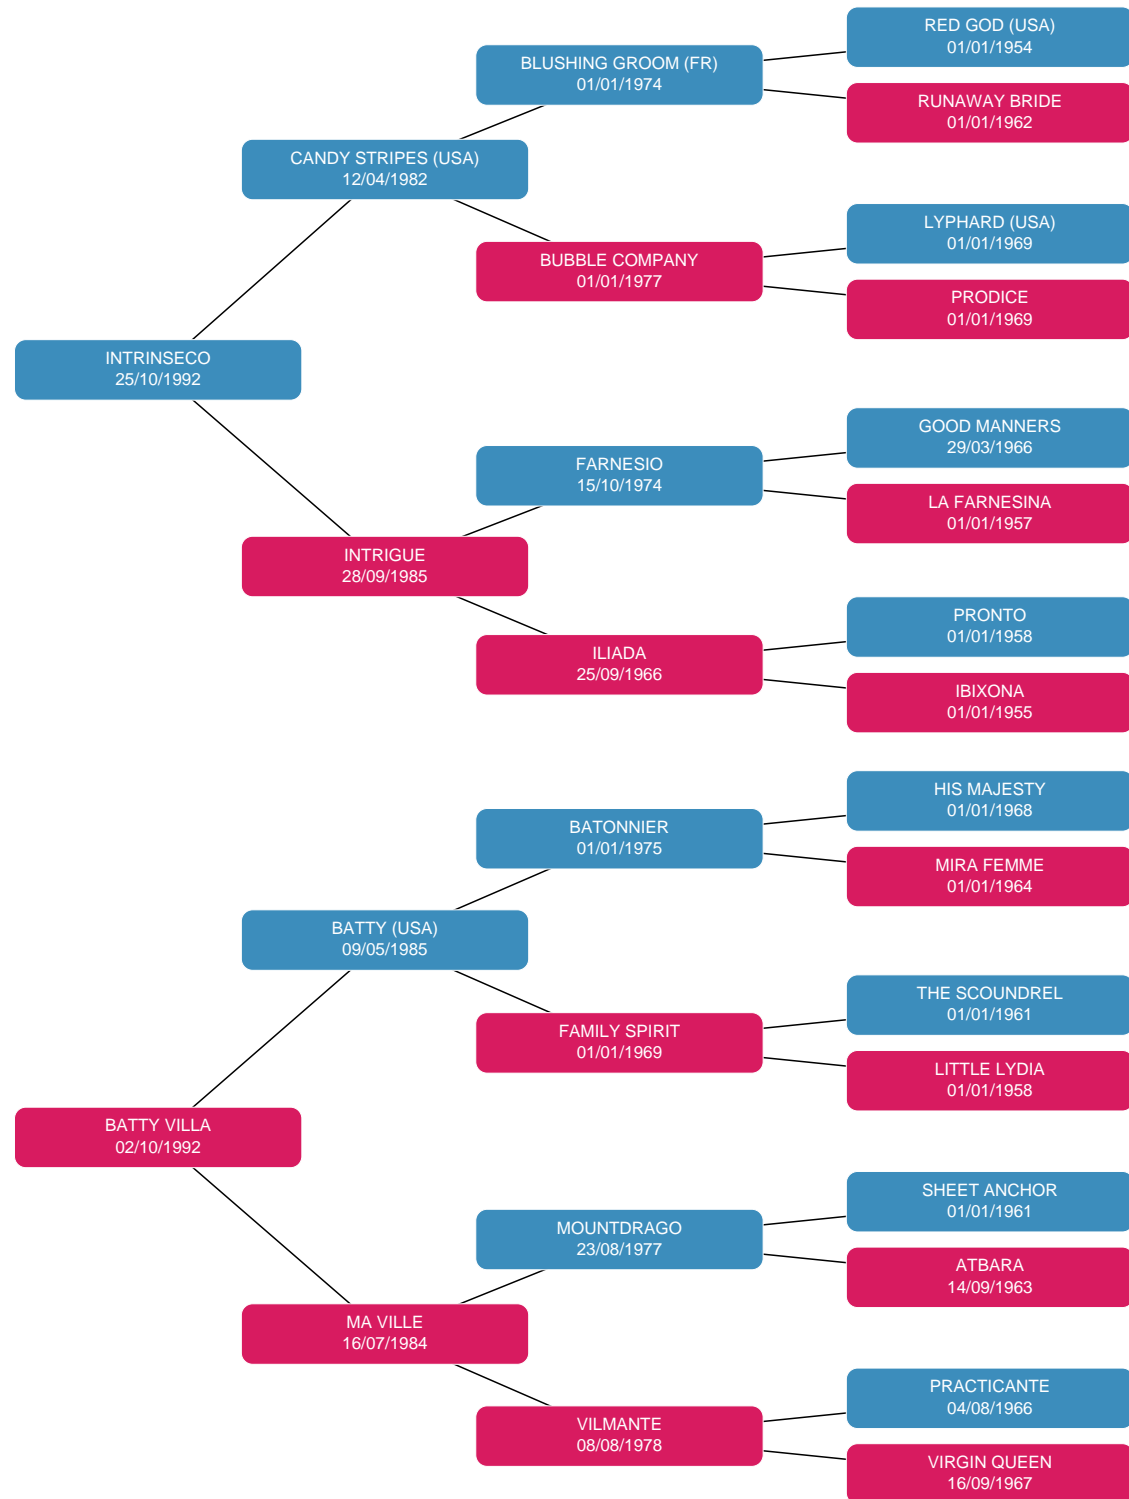 RED GOD (USA)
01/01/1954
BLUSHING GROOM (FR)
01/01/1974
RUNAWAY BRIDE
01/01/1962
CANDY STRIPES (USA)
12/04/1982
LYPHARD (USA)
01/01/1969
BUBBLE COMPANY
01/01/1977
PRODICE
01/01/1969
INTRINSECO
25/10/1992
GOOD MANNERS
29/03/1966
FARNESIO
15/10/1974
LA FARNESINA
01/01/1957
INTRIGUE
28/09/1985
PRONTO
01/01/1958
ILIADA
25/09/1966
IBIXONA
01/01/1955
HIS MAJESTY
01/01/1968
BATONNIER
01/01/1975
MIRA FEMME
01/01/1964
BATTY (USA)
09/05/1985
THE SCOUNDREL
01/01/1961
FAMILY SPIRIT
01/01/1969
LITTLE LYDIA
01/01/1958
BATTY VILLA
02/10/1992
SHEET ANCHOR
01/01/1961
MOUNTDRAGO
23/08/1977
ATBARA
14/09/1963
MA VILLE
16/07/1984
PRACTICANTE
04/08/1966
VILMANTE
08/08/1978
VIRGIN QUEEN
16/09/1967